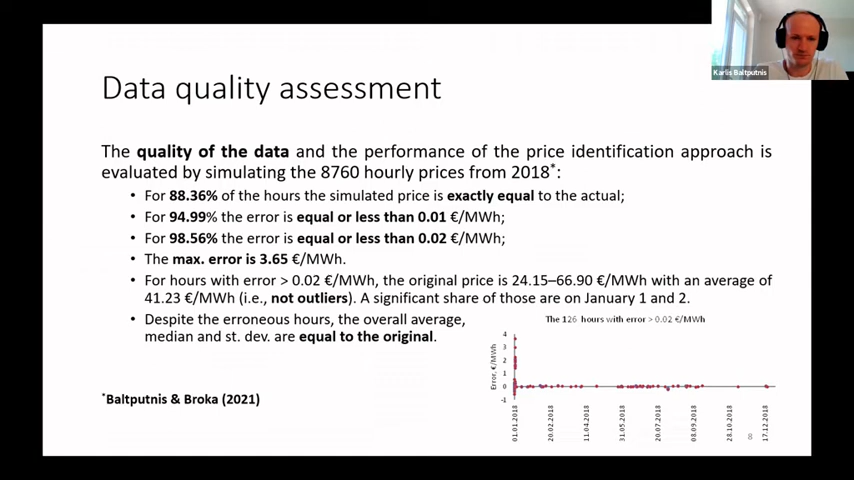 Karlis Baltputnis
Data quality assessment
The quality of the data and the performance of the price identification approach is
evaluated by simulating the 8760 hourly prices from 2018*:
• For 88.36% of the hours the simulated price is exactly equal to the actual;
• For 94.99% the error is equal or less than 0.01 €/MWh;
• For 98.56% the error is equal or less than 0.02 €/MWh;
• The max. error is 3.65 €/MWh.
• For hours with error > 0.02 €/MWh, the original price is 24.15–66.90 €/MWh with an average of
41.23 €/MWh (i.e., not outliers). A significant share of those are on January 1 and 2.
• Despite the erroneous hours, the overall average,
median and st. dev. are equal to the original.
The 126 hours with error > 0.02 €/MWh
Error, €/MWh
4
3
2
1
0
-1
01.01.2018
20.02.2018
11.04.2018
31.05.2018
20.07.2018
08.09.2018
28.10.2018
17.12.2018
*Baltputnis & Broka (2021)
8